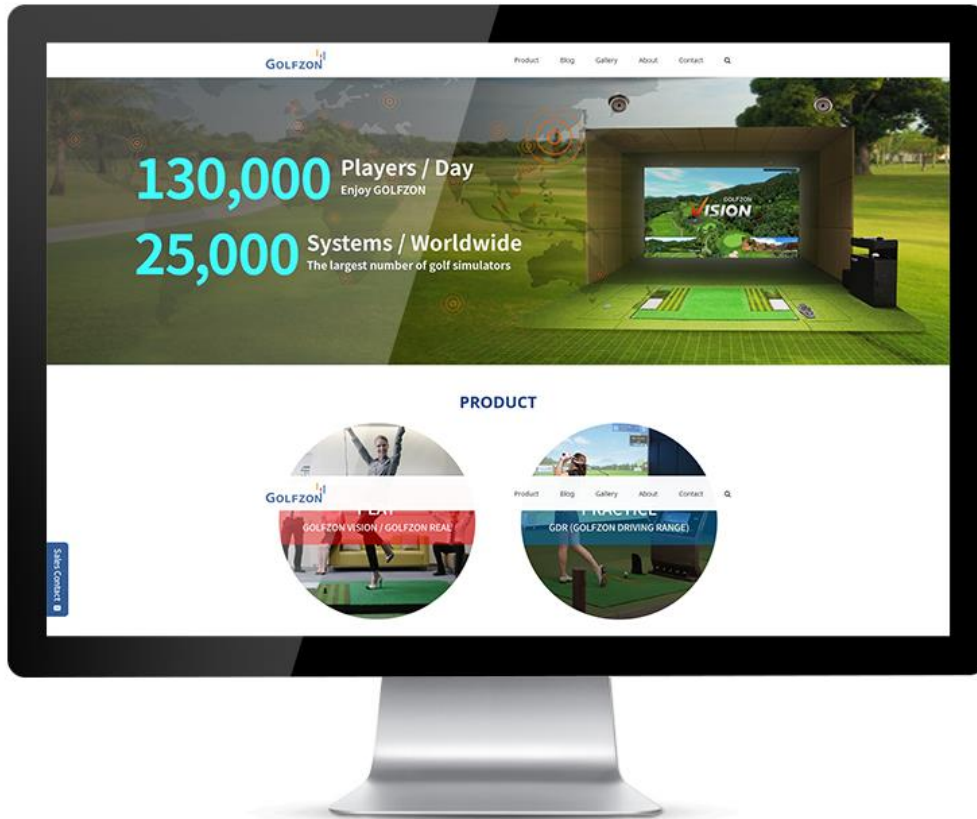 GOLFZON
Product Blog Gallery About Contact
130,000 Players / Day
Enjoy GOLFZON
25,000 Systems / Worldwide
The largest number of golf simulators
GOLFZON
VISION
PRODUCT
GOLFZON
Product Blog Gallery About Contact
PLAY
GOLFZON VISION / GOLFZON REAL
PRACTICE
GDR (GOLFZON DRIVING RANGE)
Sales Contact